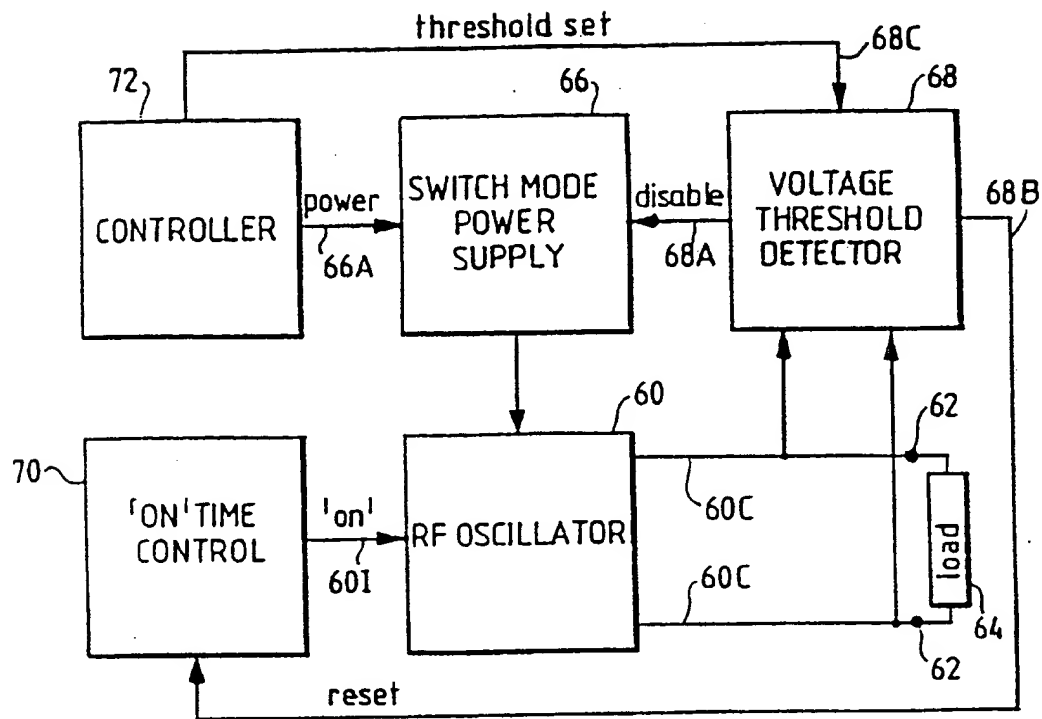 threshold set
68C
72
66
68
CONTROLLER
power
66A
SWITCH MODE
POWER
SUPPLY
disable
68A
VOLTAGE
THRESHOLD
DETECTOR
68B
60
62
70
'ON' TIME
CONTROL
'on'
60I
RF OSCILLATOR
60C
60C
load
64
62
reset